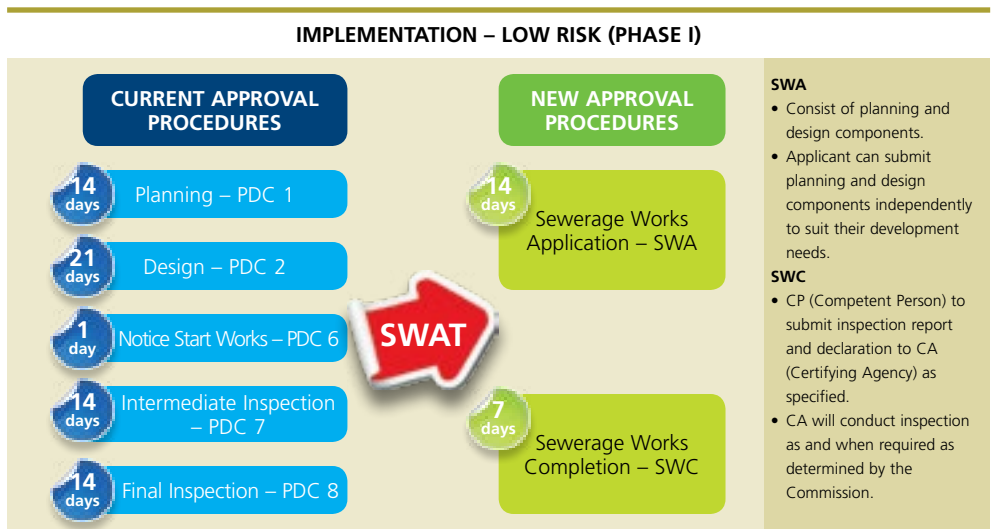 IMPLEMENTATION – LOW RISK (PHASE I)
CURRENT APPROVAL
PROCEDURES
14
days
Planning – PDC 1
21
days
Design – PDC 2
1
day
Notice Start Works – PDC 6
14
days
Intermediate Inspection
– PDC 7
14
days
Final Inspection – PDC 8
SWAT
NEW APPROVAL
PROCEDURES
14
days
Sewerage Works
Application – SWA
7
days
Sewerage Works
Completion – SWC
SWA
• Consist of planning and
design components.
• Applicant can submit
planning and design
components independently
to suit their development
needs.
SWC
• CP (Competent Person) to
submit inspection report
and declaration to CA
(Certifying Agency) as
specified.
• CA will conduct inspection
as and when required as
determined by the
Commission.